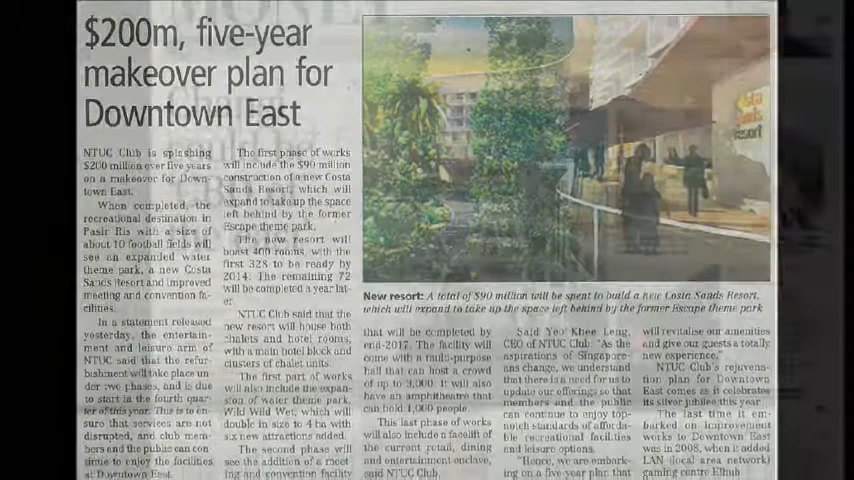 $200m, five-year
makeover plan for
Downtown East
NTUC Club is splashing
$200 million over five years
on a makeover for Down-
town East.
When completed, the
recreational destination in
Pasir Ris with a size of
about 10 football fields will
see an expanded water
theme park, a new Costa
Sands Resort and improved
meeting and convention fa-
cilities.
In a statement released
yesterday, the entertain-
ment and leisure arm of
NTUC said that the refur-
bishment will take place un-
der two phases, and is due
to start in the fourth quar-
ter of this year. This is to en-
sure that services are not
disrupted, and club mem-
bers and the public can con-
tinue to enjoy the facilities
at Downtown East.
The first phase of works
will include the $90 million
construction of a new Costa
Sands Resort, which will
expand to take up the space
left behind by the former
Escape theme park.
The new resort will
boast 400 rooms, with the
first 328 to be ready by
2014. The remaining 72
will be completed a year lat-
er.
NTUC Club said that the
new resort will house both
chalets and hotel rooms,
with a main hotel block and
clusters of chalet units.
The first part of works
will also include the expan-
sion of water theme park,
Wild Wild Wet, which will
double in size to 4 ha with
six new attractions added.
The second phase will
see the addition of a meet-
ing and convention facility
sands
resort
New resort: A total of $90 million will be spent to build a new Costa Sands Resort,
which will expand to take up the space left behind by the former Escape theme park
that will be completed by
end-2017. The facility will
come with a multi-purpose
hall that can host a crowd
of up to 3,000. It will also
have an amphitheatre that
can hold 1,000 people.
This last phase of works
will also include a facelift of
the current retail, dining
and entertainment enclave,
said NTUC Club.
Said Yeo Khee Leng,
CEO of NTUC Club: "As the
aspirations of Singapore-
ans change, we understand
that there is a need for us to
update our offerings so that
members and the public
can continue to enjoy top-
notch standards of afforda-
ble recreational facilities
and leisure options.
"Hence, we are embark-
ing on a five-year plan that
will revitalise our amenities
and give our guests a totally
new experience."
NTUC Club's rejuvena-
tion plan for Downtown
East comes as it celebrates
its silver jubilee this year.
The last time it em-
barked on improvement
works to Downtown East
was in 2008, when it added
LAN (local area network)
gaming centre E!hub